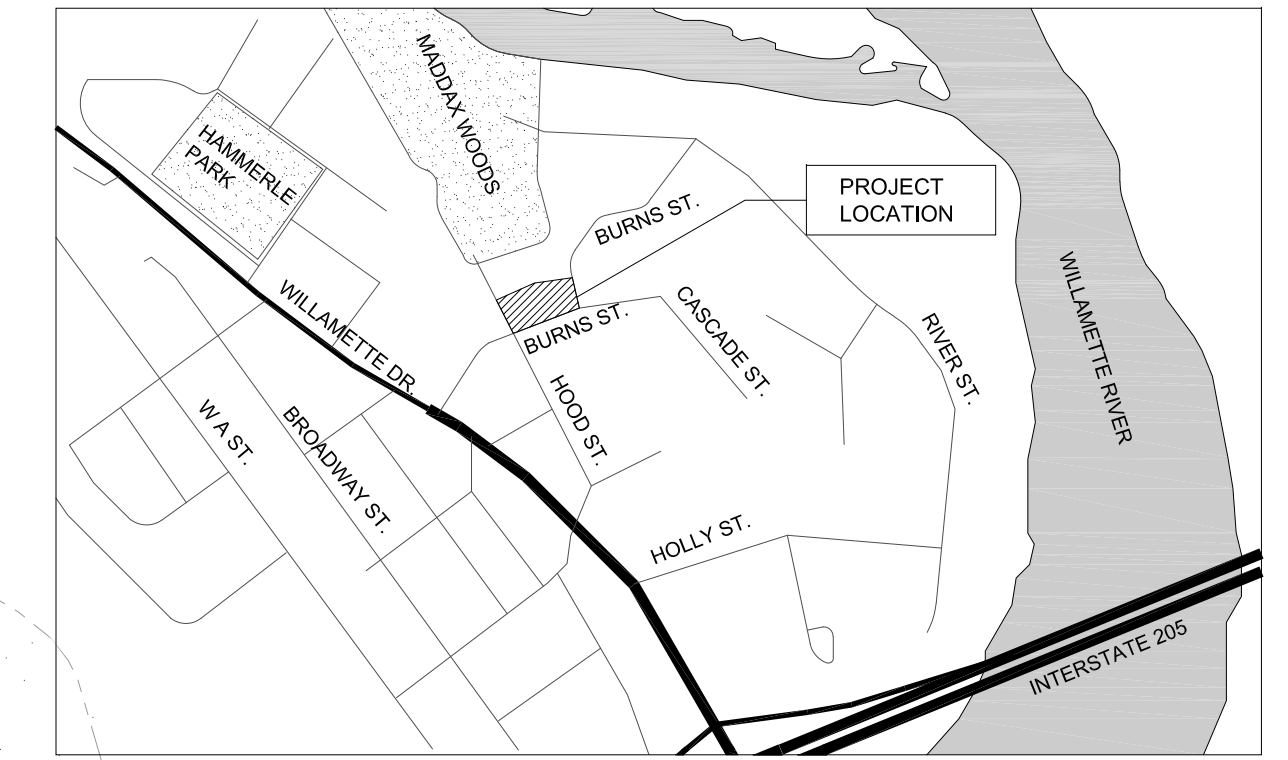 MADDAX WOODS
HAMMERLE
PARK
PROJECT
LOCATION
BURNS ST.
WILLAMETTE DR.
BURNS ST.
CASCADE ST.
RIVER ST.
WILLAMETTE RIVER
HOOD ST.
W A ST.
BROADWAY ST.
HOLLY ST.
INTERSTATE 205